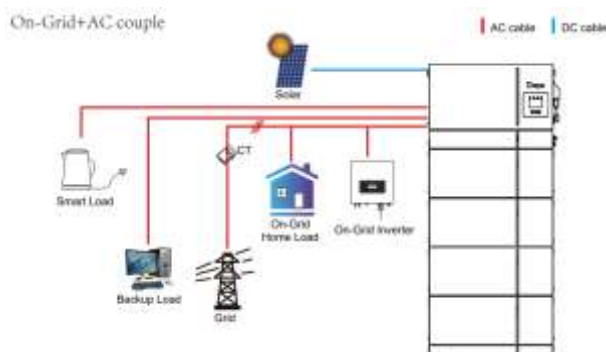 On-Grid+AC couple
AC cable
DC cable
Solar
CT
Smart Load
On-Grid
Home Load
On-Grid Inverter
Backup Load
Grid
Deye